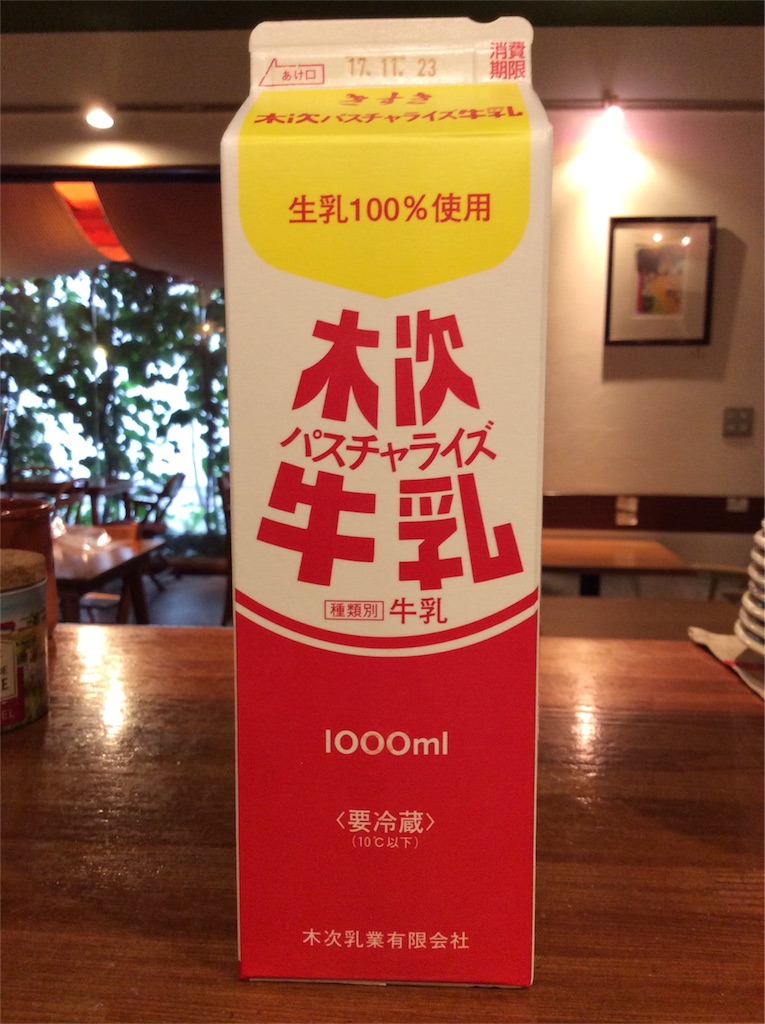 あけ口
17.11.23
消費
期限
きすき
木次パスチャライズ牛乳
生乳100%使用
木次
パスチャライズ
牛乳
種類別 牛乳
1000ml
〈要冷蔵〉
(10℃以下)
木次乳業有限会社